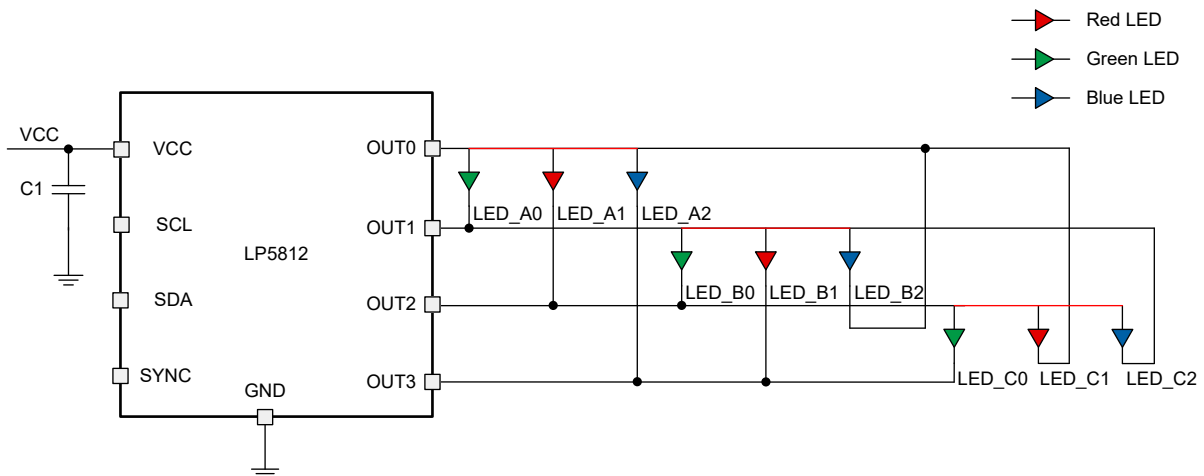 Red LED
Green LED
Blue LED
VCC
VCC
OUT0
C1
LED_A0
LED_A1
LED_A2
SCL
OUT1
LP5812
LED_B0
LED_B1
LED_B2
SDA
OUT2
SYNC
GND
OUT3
LED_C0
LED_C1
LED_C2